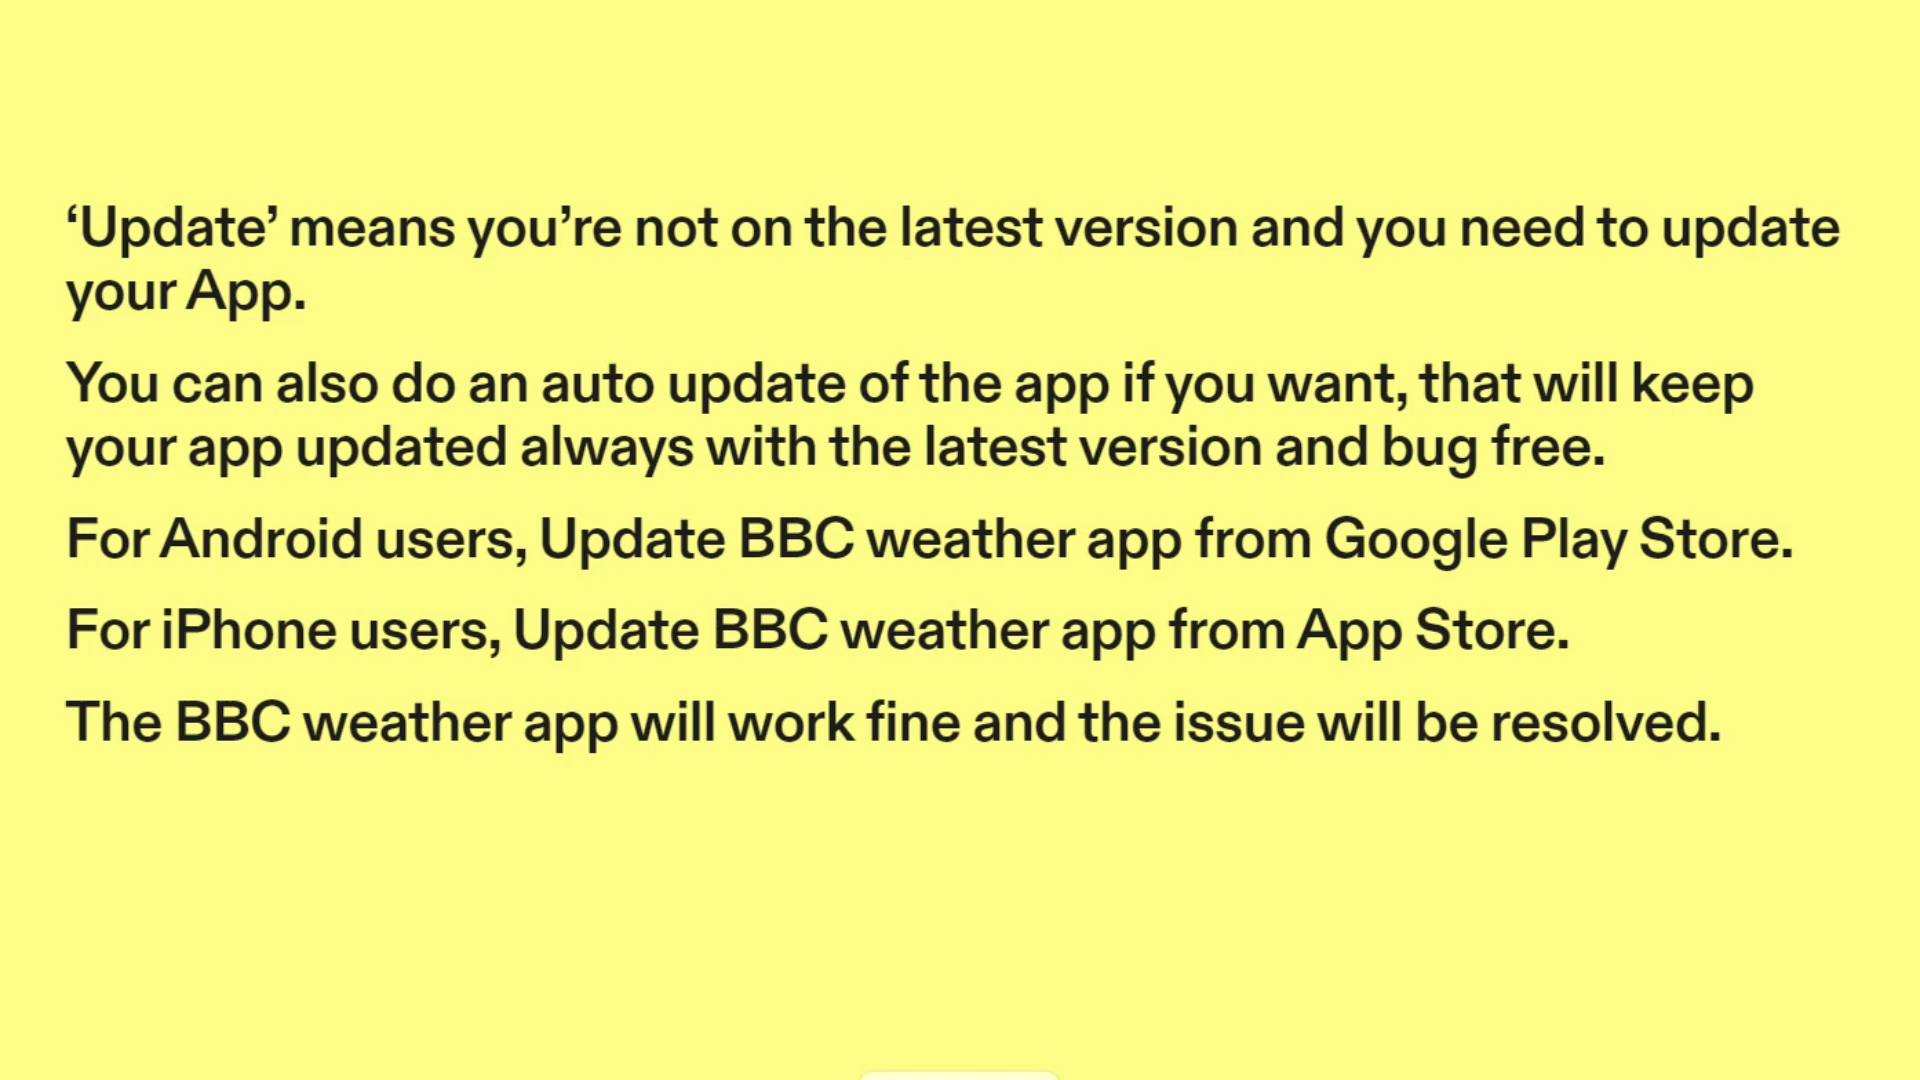 ‘Update’ means you’re not on the latest version and you need to update
your App.
You can also do an auto update of the app if you want, that will keep
your app updated always with the latest version and bug free.
For Android users, Update BBC weather app from Google Play Store.
For iPhone users, Update BBC weather app from App Store.
The BBC weather app will work fine and the issue will be resolved.